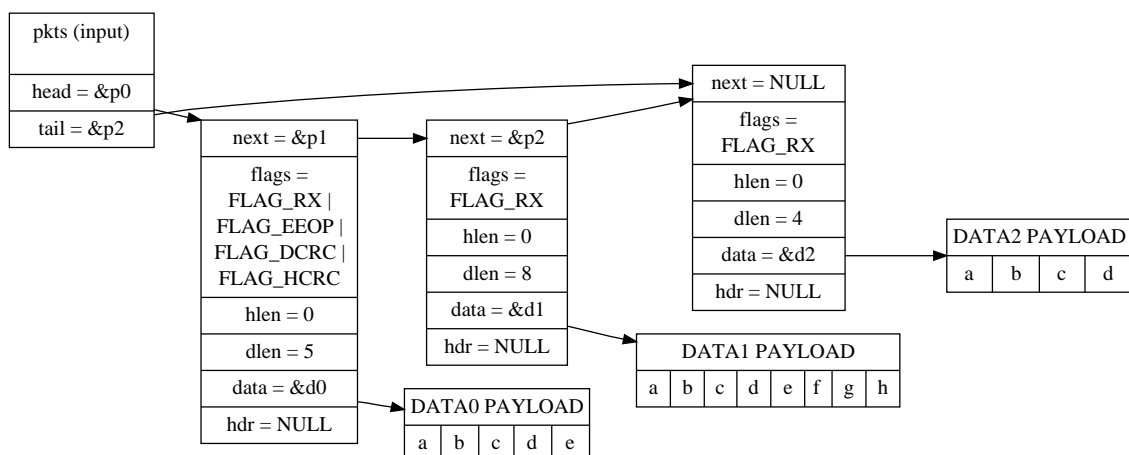 pkts (input)
head = &p0
tail = &p2
next = &p1
flags =
FLAG_RX |
FLAG_EEOP |
FLAG_DCRC |
FLAG_HCRC
hlen = 0
dlen = 5
data = &d0
hdr = NULL
DATA0 PAYLOAD
a b c d e
next = &p2
flags =
FLAG_RX
hlen = 0
dlen = 8
data = &d1
hdr = NULL
DATA1 PAYLOAD
a b c d e f g h
next = NULL
flags =
FLAG_RX
hlen = 0
dlen = 4
data = &d2
hdr = NULL
DATA2 PAYLOAD
a b c d